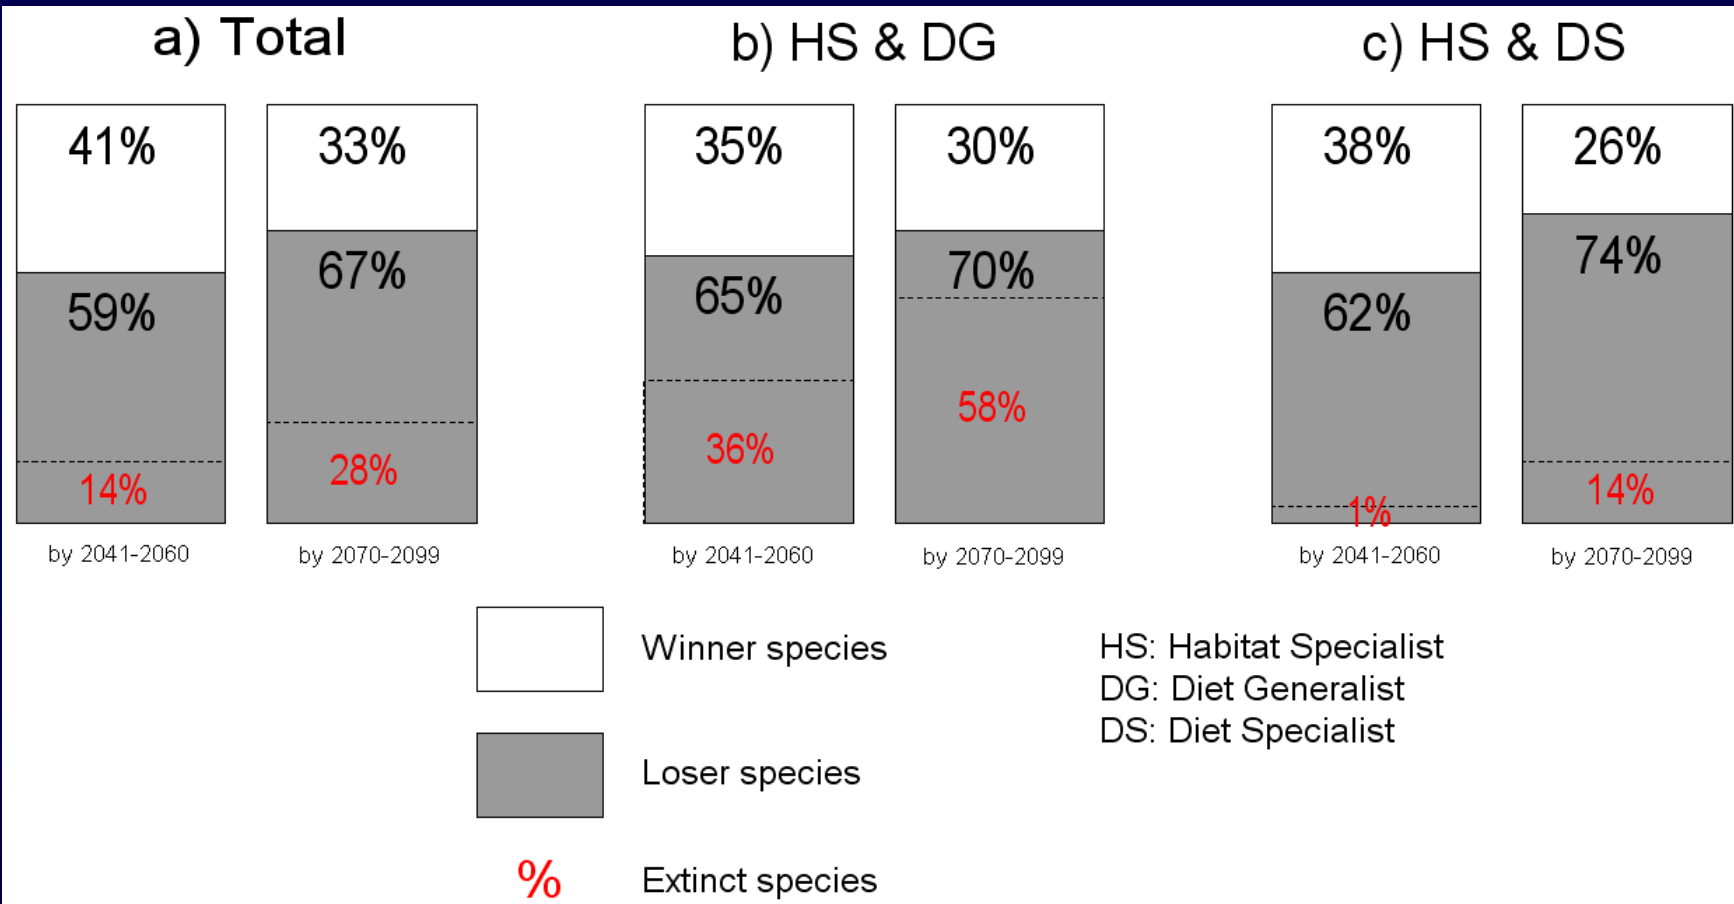 a) Total
b) HS & DG
c) HS & DS
41%
33%
35%
30%
38%
26%
59%
67%
65%
70%
62%
74%
14%
28%
36%
58%
1%
14%
by 2041-2060
by 2070-2099
by 2041-2060
by 2070-2099
by 2041-2060
by 2070-2099
Winner species
Loser species
% Extinct species
HS: Habitat Specialist
DG: Diet Generalist
DS: Diet Specialist